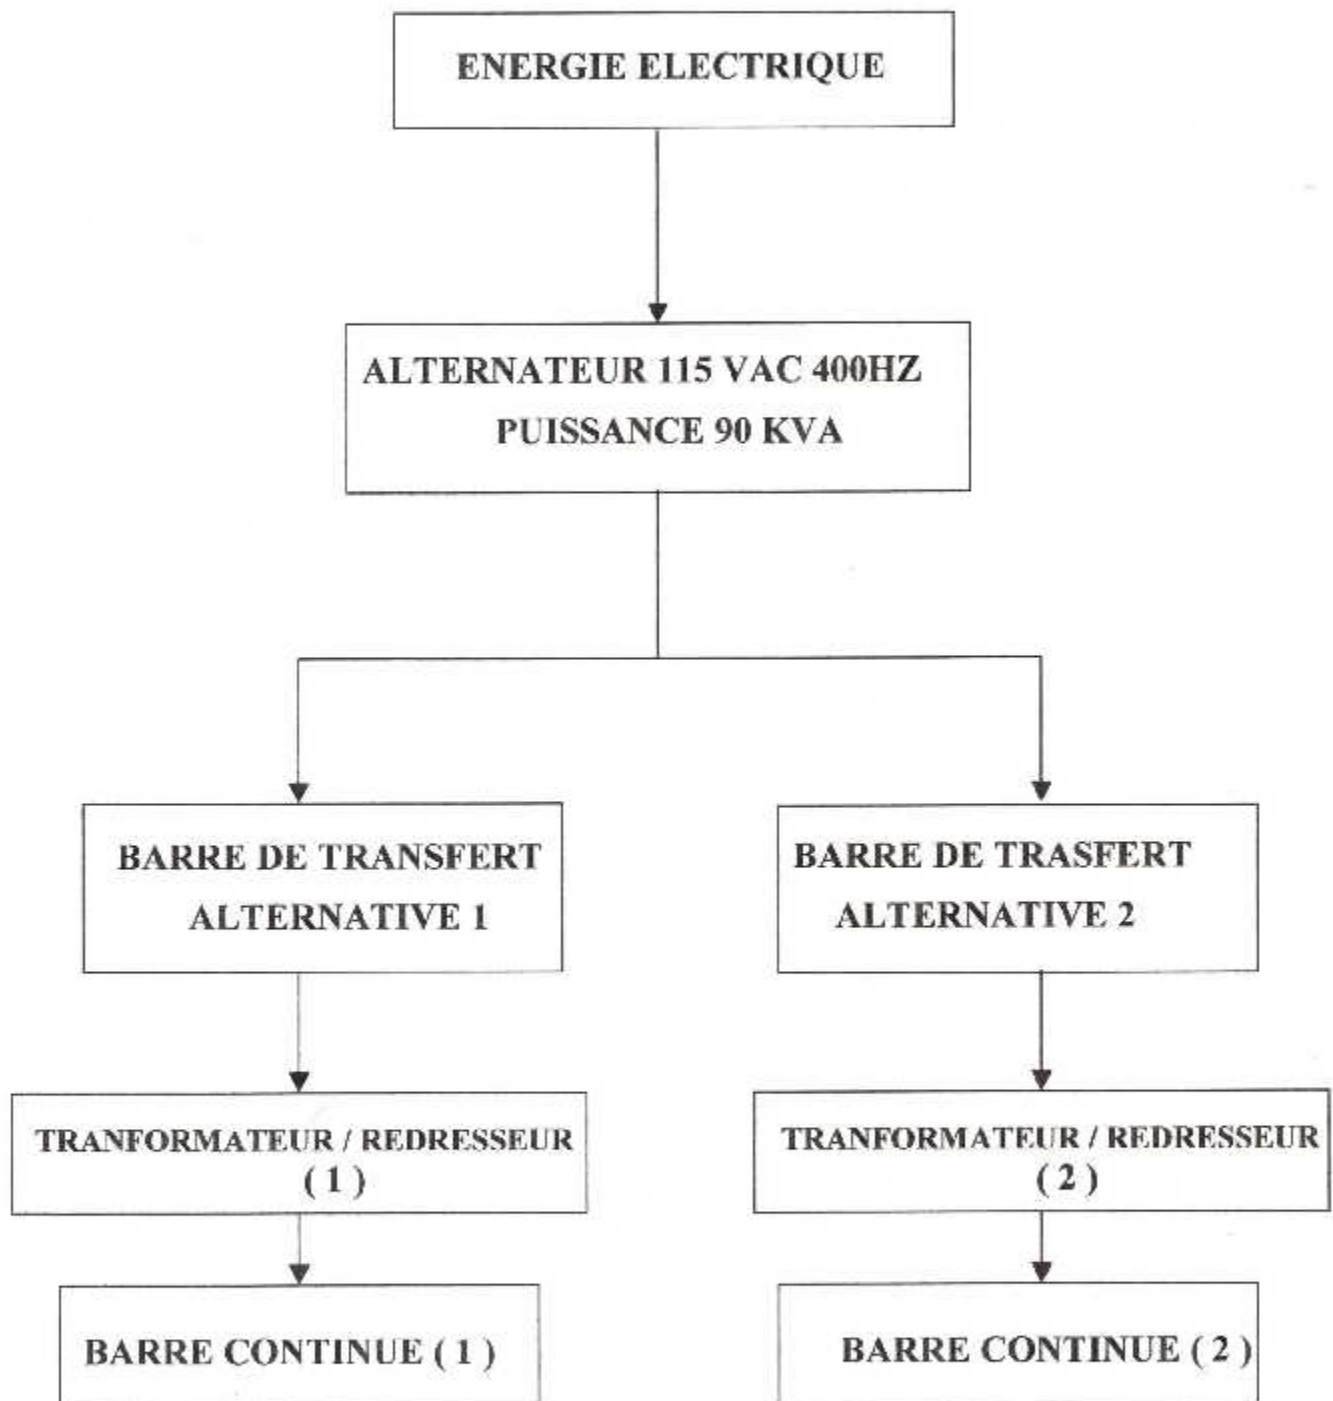 ENERGIE ELECTRIQUE
ALTERNATEUR 115 VAC 400HZ
PUISSANCE 90 KVA
BARRE DE TRANSFERT
ALTERNATIVE 1
BARRE DE TRASFERT
ALTERNATIVE 2
TRANFORMATEUR / REDRESSEUR
( 1 )
TRANFORMATEUR / REDRESSEUR
( 2 )
BARRE CONTINUE ( 1 )
BARRE CONTINUE ( 2 )